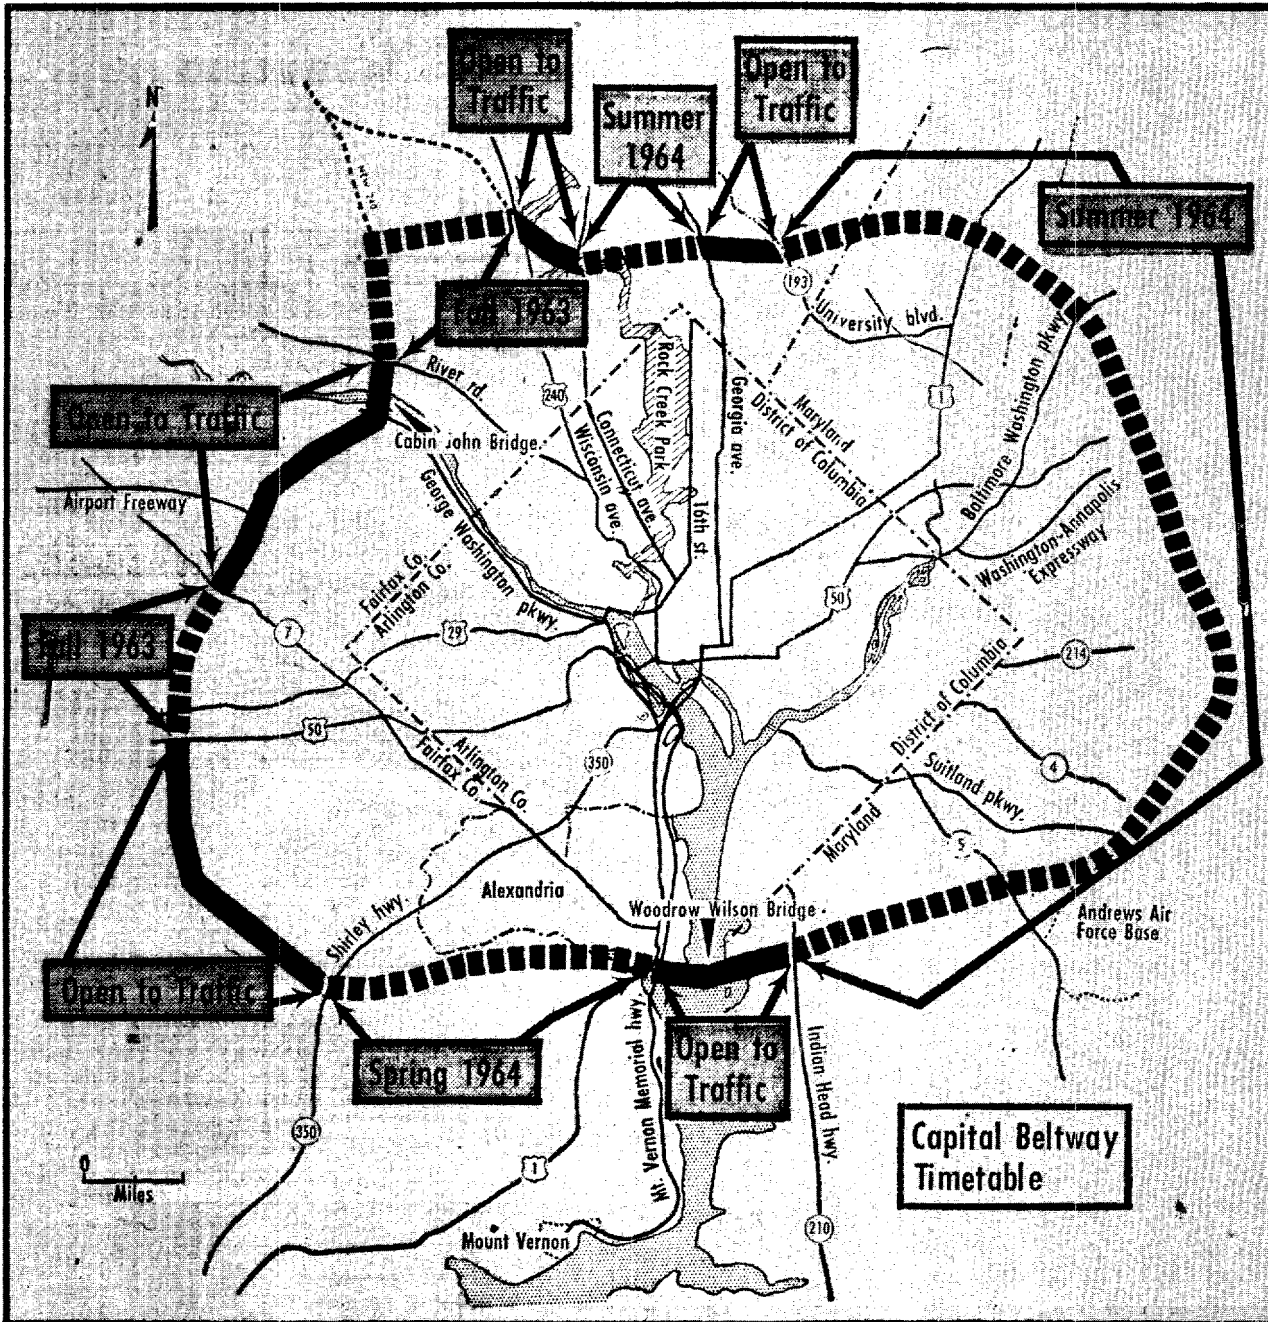 N
Open to
Traffic
Summer
1964
Open to
Traffic
Summer 1964
Fall 1963
193
University blvd.
River rd.
240
Open to Traffic
Cabin John Bridge
Rock Creek Park
Georgia ave.
Maryland
District of Columbia
1
Baltimore Washington pkwy.
Connecticut ave.
Wisconsin ave.
16th st.
Airport Freeway
George Washington pkwy.
Washington-Annapolis
Expressway
Fairfax Co.
Arlington Co.
50
7
29
Fall 1963
214
District of Columbia
Maryland
50
Arlington Co.
Fairfax Co.
350
4
Suitland pkwy.
5
Alexandria
Shirley hwy.
Woodrow Wilson Bridge
Andrews Air
Force Base
Open to Traffic
Spring 1964
Open to
Traffic
Mt. Vernon Memorial hwy.
Indian Head hwy.
350
1
210
Capital Beltway
Timetable
0
Miles
Mount Vernon